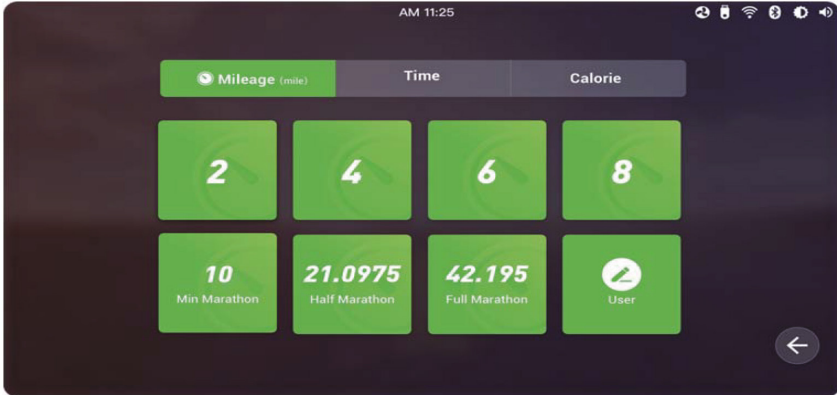 AM 11:25
Mileage (mile)
Time
Calorie
2
4
6
8
10
Min Marathon
21.0975
Half Marathon
42.195
Full Marathon
User